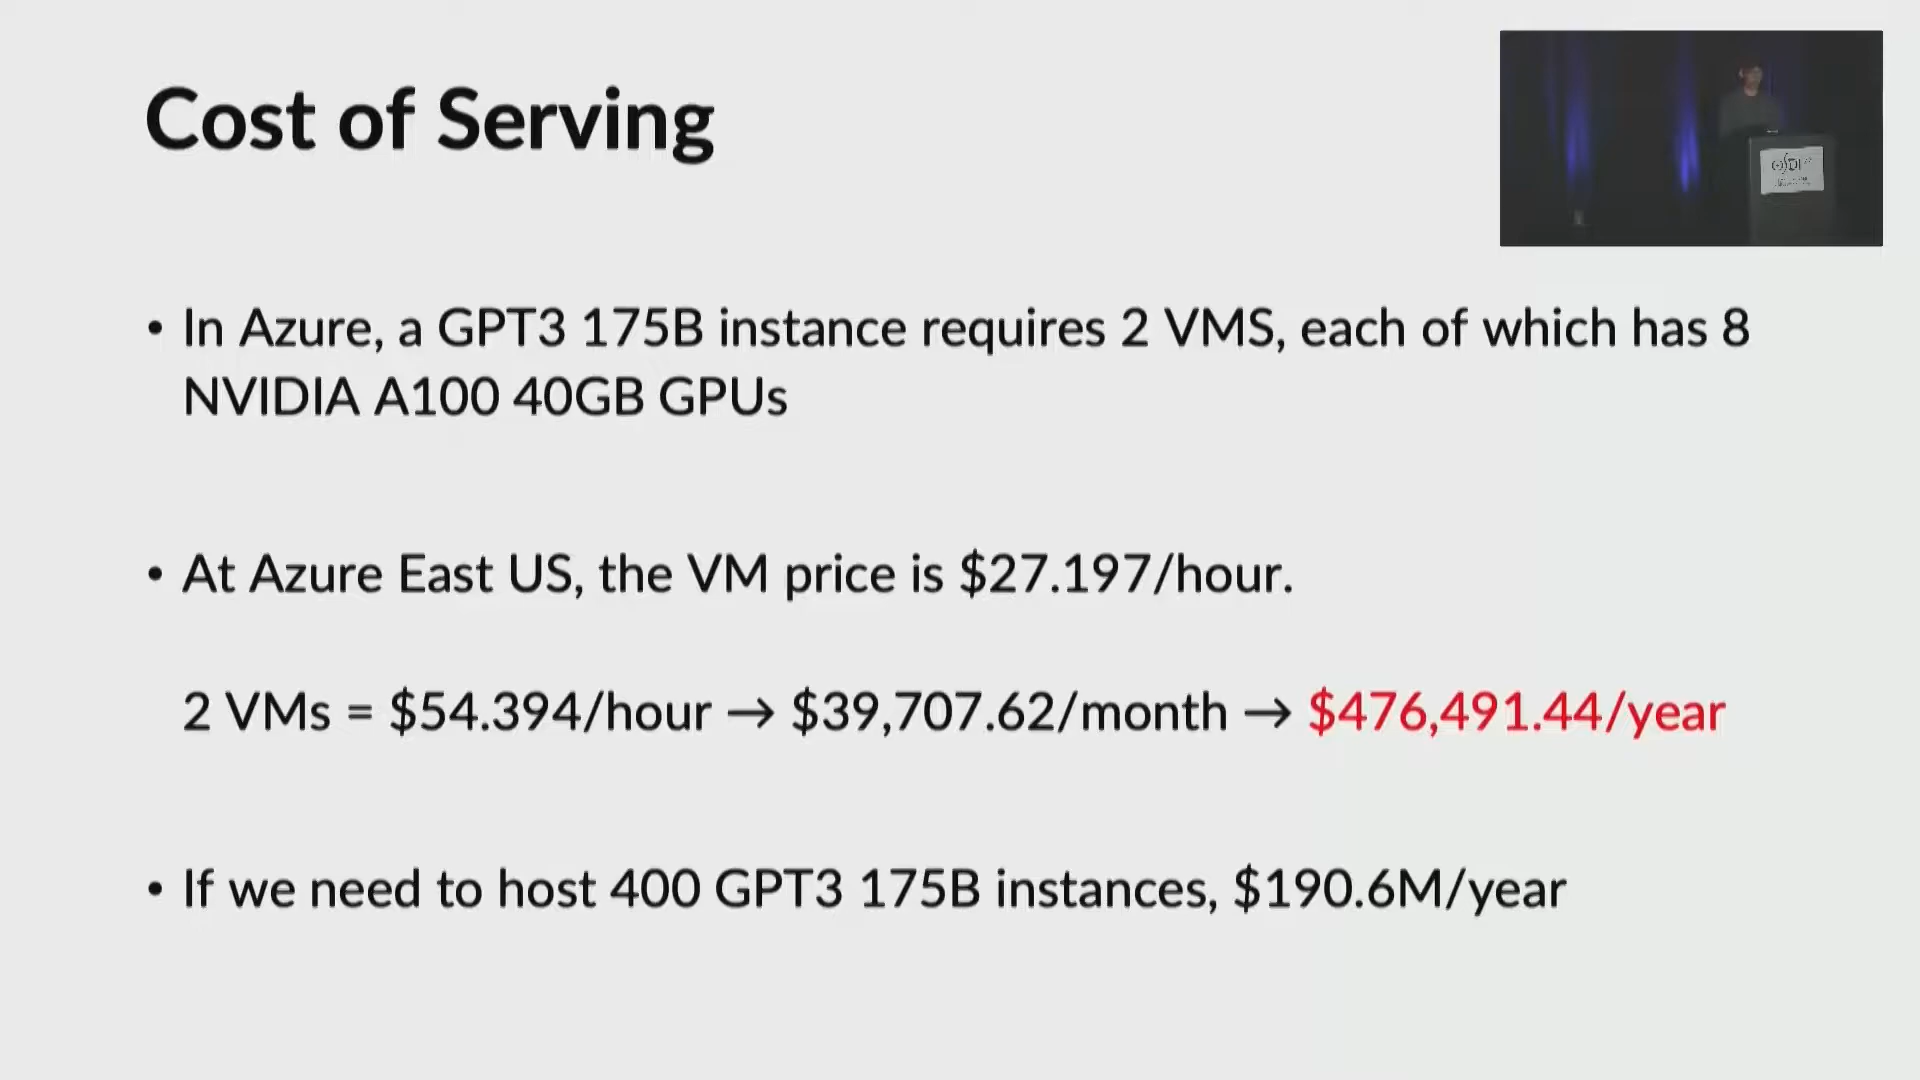 Cost of Serving
• In Azure, a GPT3 175B instance requires 2 VMS, each of which has 8
NVIDIA A100 40GB GPUs
• At Azure East US, the VM price is $27.197/hour.
2 VMs = $54.394/hour → $39,707.62/month → $476,491.44/year
• If we need to host 400 GPT3 175B instances, $190.6M/year
OSDI